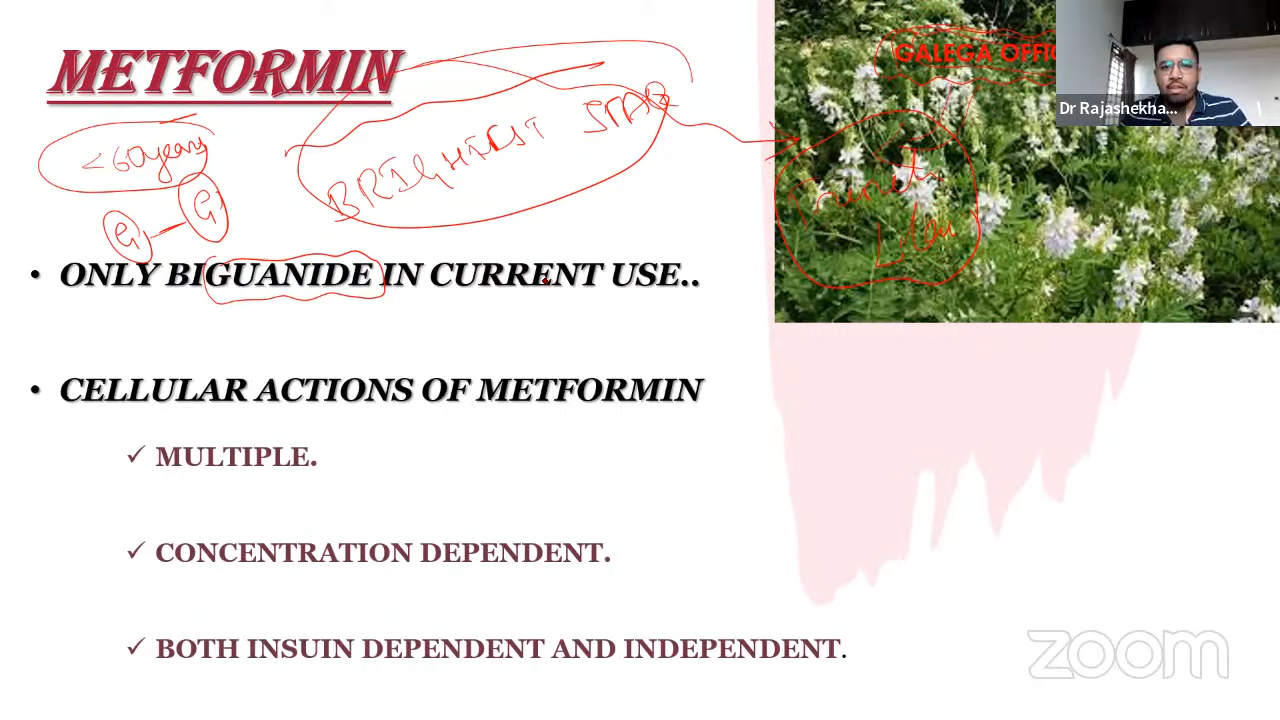 METFORMIN
GALEGA OFFIC
Dr Rajashekha...
<60 years
BRIGHTEST STAR
G
G
• ONLY BIGUANIDE IN CURRENT USE..
• CELLULAR ACTIONS OF METFORMIN
✓ MULTIPLE.
✓ CONCENTRATION DEPENDENT.
✓ BOTH INSUIN DEPENDENT AND INDEPENDENT.
zoom